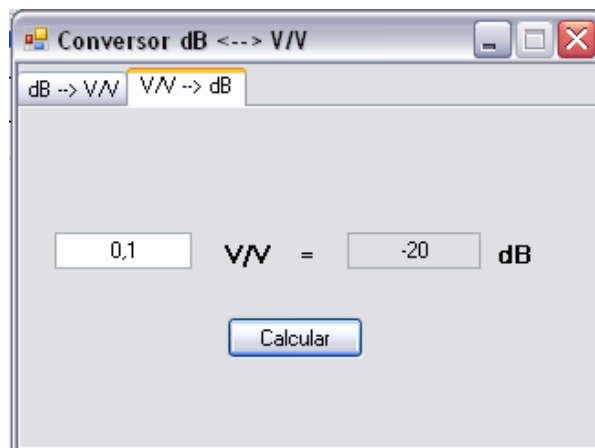 Conversor dB <--> V/V
dB --> V/V V/V --> dB
0,1 V/V = -20 dB
Calcular